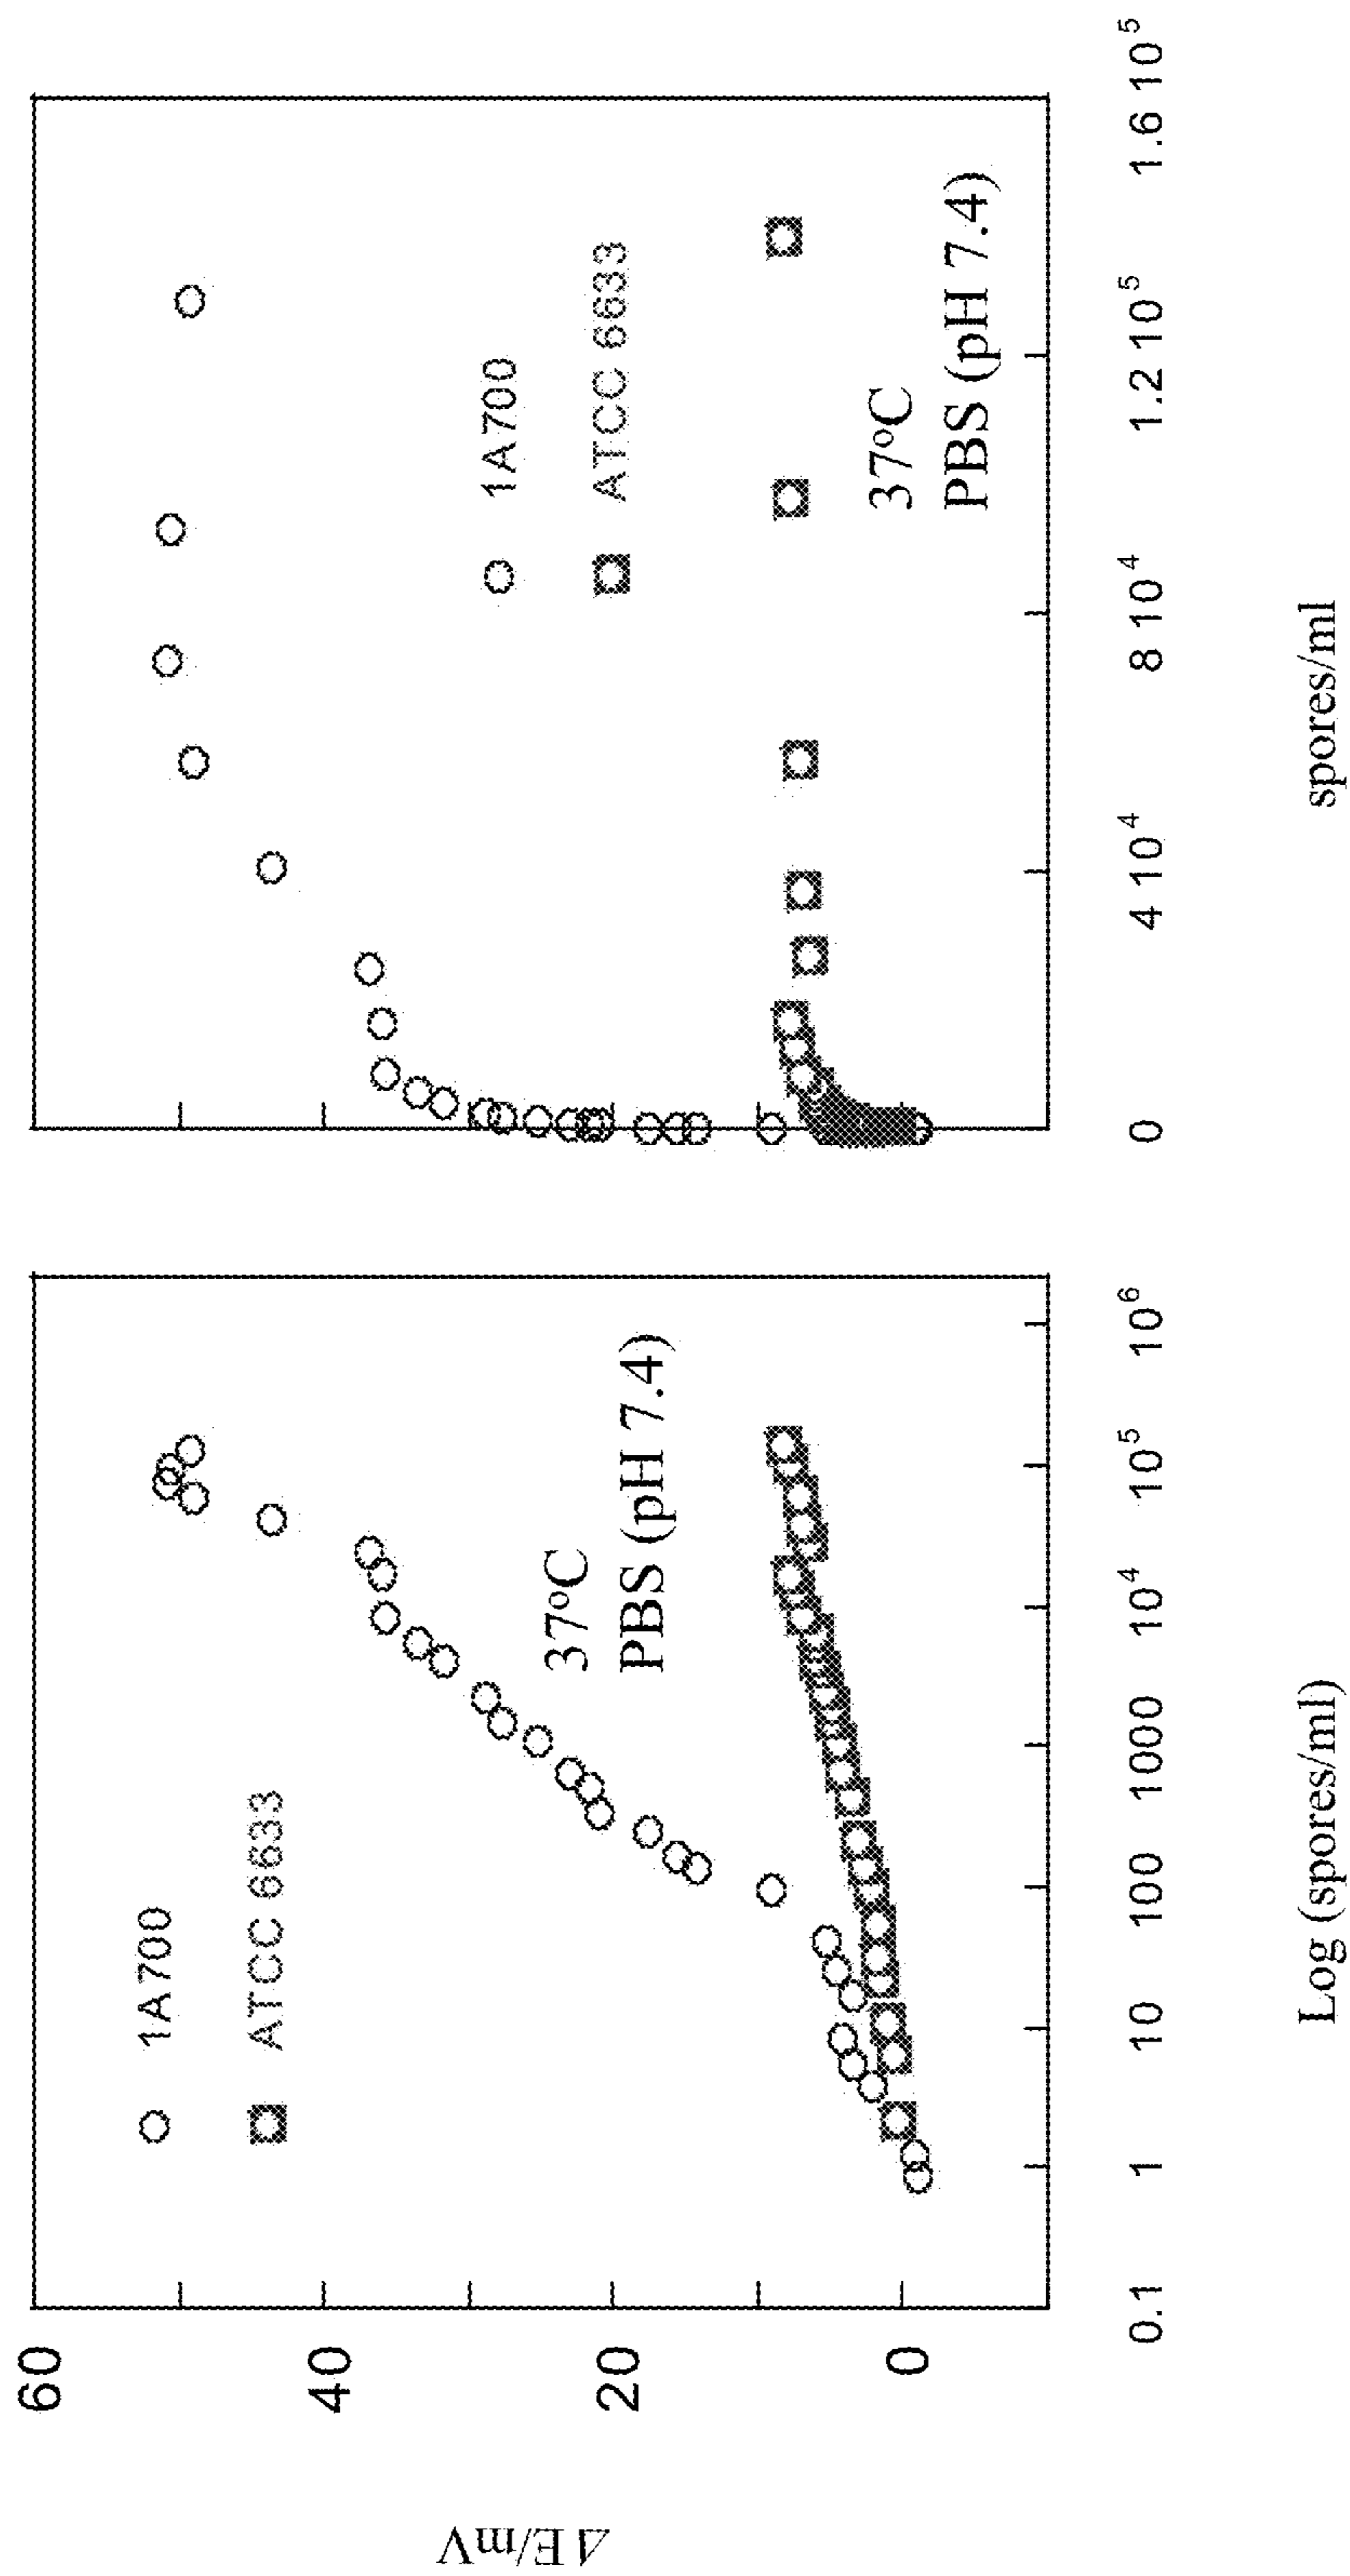 ΔE/mV
60
40
20
0
1A700
ATCC 6633
37°C
PBS (pH 7.4)
0.1
1
10
100
1000
10⁴
10⁵
10⁶
Log (spores/ml)
1A700
ATCC 6633
37°C
PBS (pH 7.4)
0
4 10⁴
8 10⁴
1.2 10⁵
1.6 10⁵
spores/ml